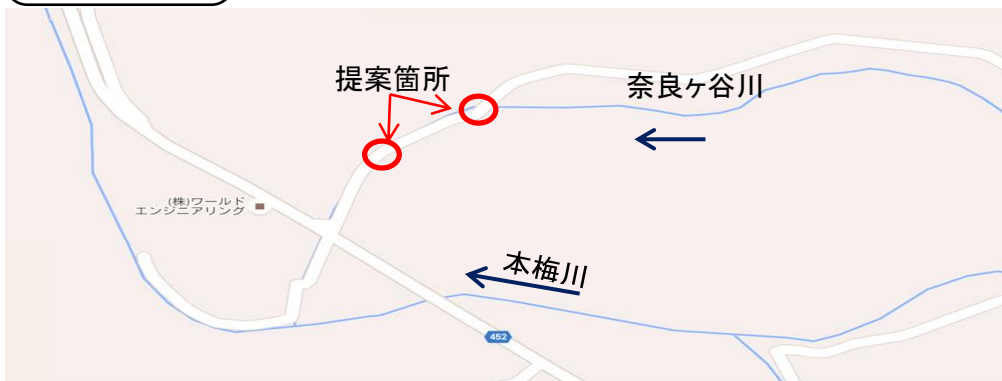 提案箇所
奈良ヶ谷川
(株)ワールド
エンジニアリング
本梅川
452